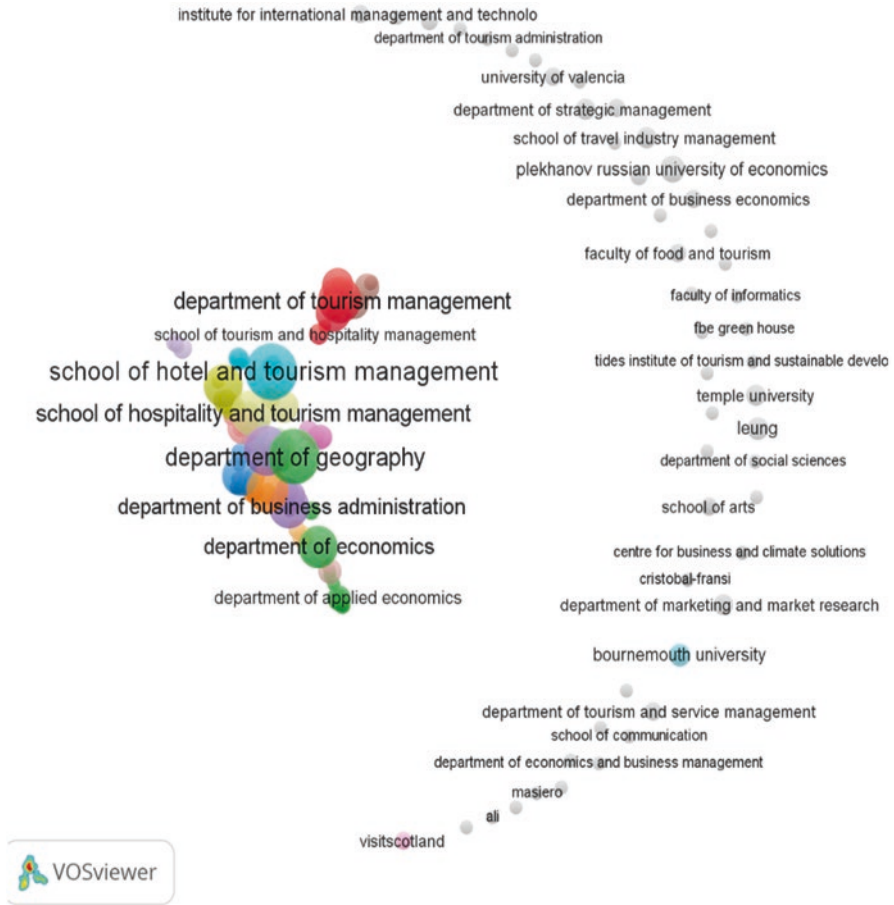 institute for international management and technolo
department of tourism administration
university of valencia
department of strategic management
school of travel industry management
plekhanov russian university of economics
department of business economics
faculty of food and tourism
department of tourism management
faculty of informatics
school of tourism and hospitality management
fbe green house
tides institute of tourism and sustainable develo
school of hotel and tourism management
temple university
school of hospitality and tourism management
leung
department of geography
department of social sciences
department of business administration
school of arts
department of economics
centre for business and climate solutions
cristobal-fransi
department of applied economics
department of marketing and market research
bournemouth university
department of tourism and service management
school of communication
department of economics and business management
masiero
ali
visitscotland
VOSviewer